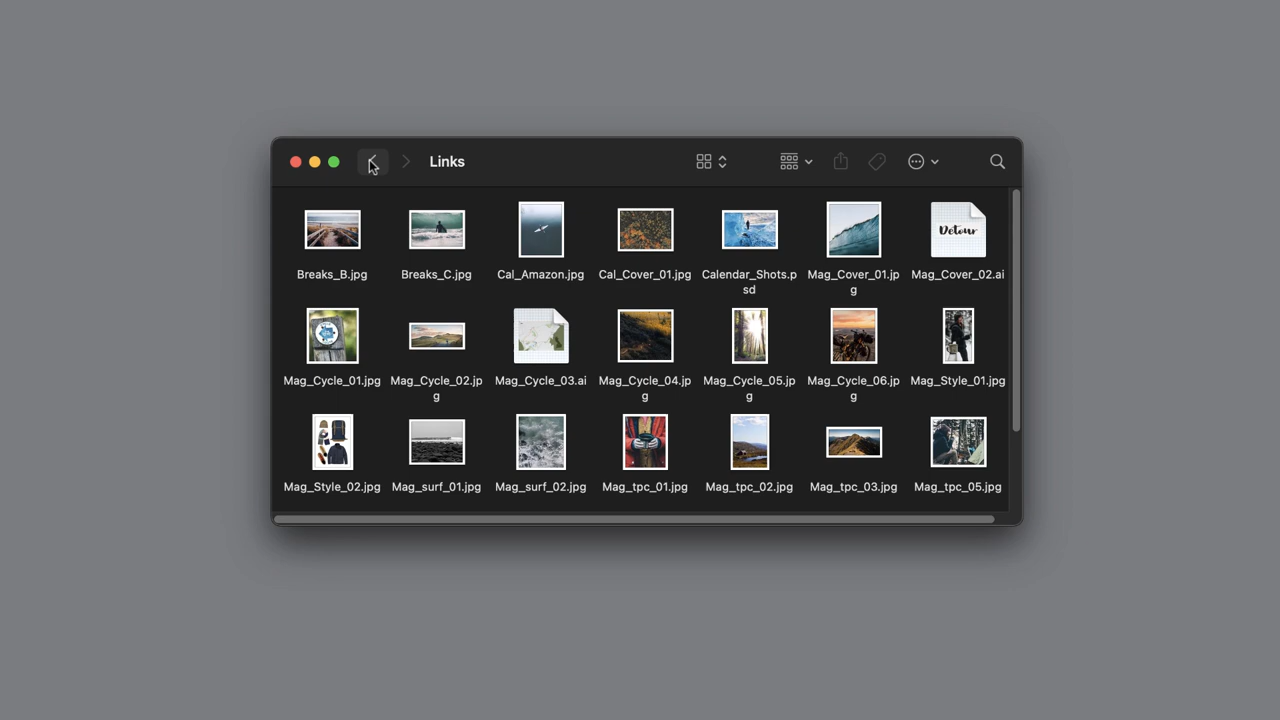 Links
Breaks_B.jpg Breaks_C.jpg Cal_Amazon.jpg Cal_Cover_01.jpg Calendar_Shots.p Mag_Cover_01.jp Mag_Cover_02.ai
sd g
Detour
Mag_Cycle_01.jpg Mag_Cycle_02.jp Mag_Cycle_03.ai Mag_Cycle_04.jp Mag_Cycle_05.jp Mag_Cycle_06.jp Mag_Style_01.jpg
g g g g
Mag_Style_02.jpg Mag_surf_01.jpg Mag_surf_02.jpg Mag_tpc_01.jpg Mag_tpc_02.jpg Mag_tpc_03.jpg Mag_tpc_05.jpg